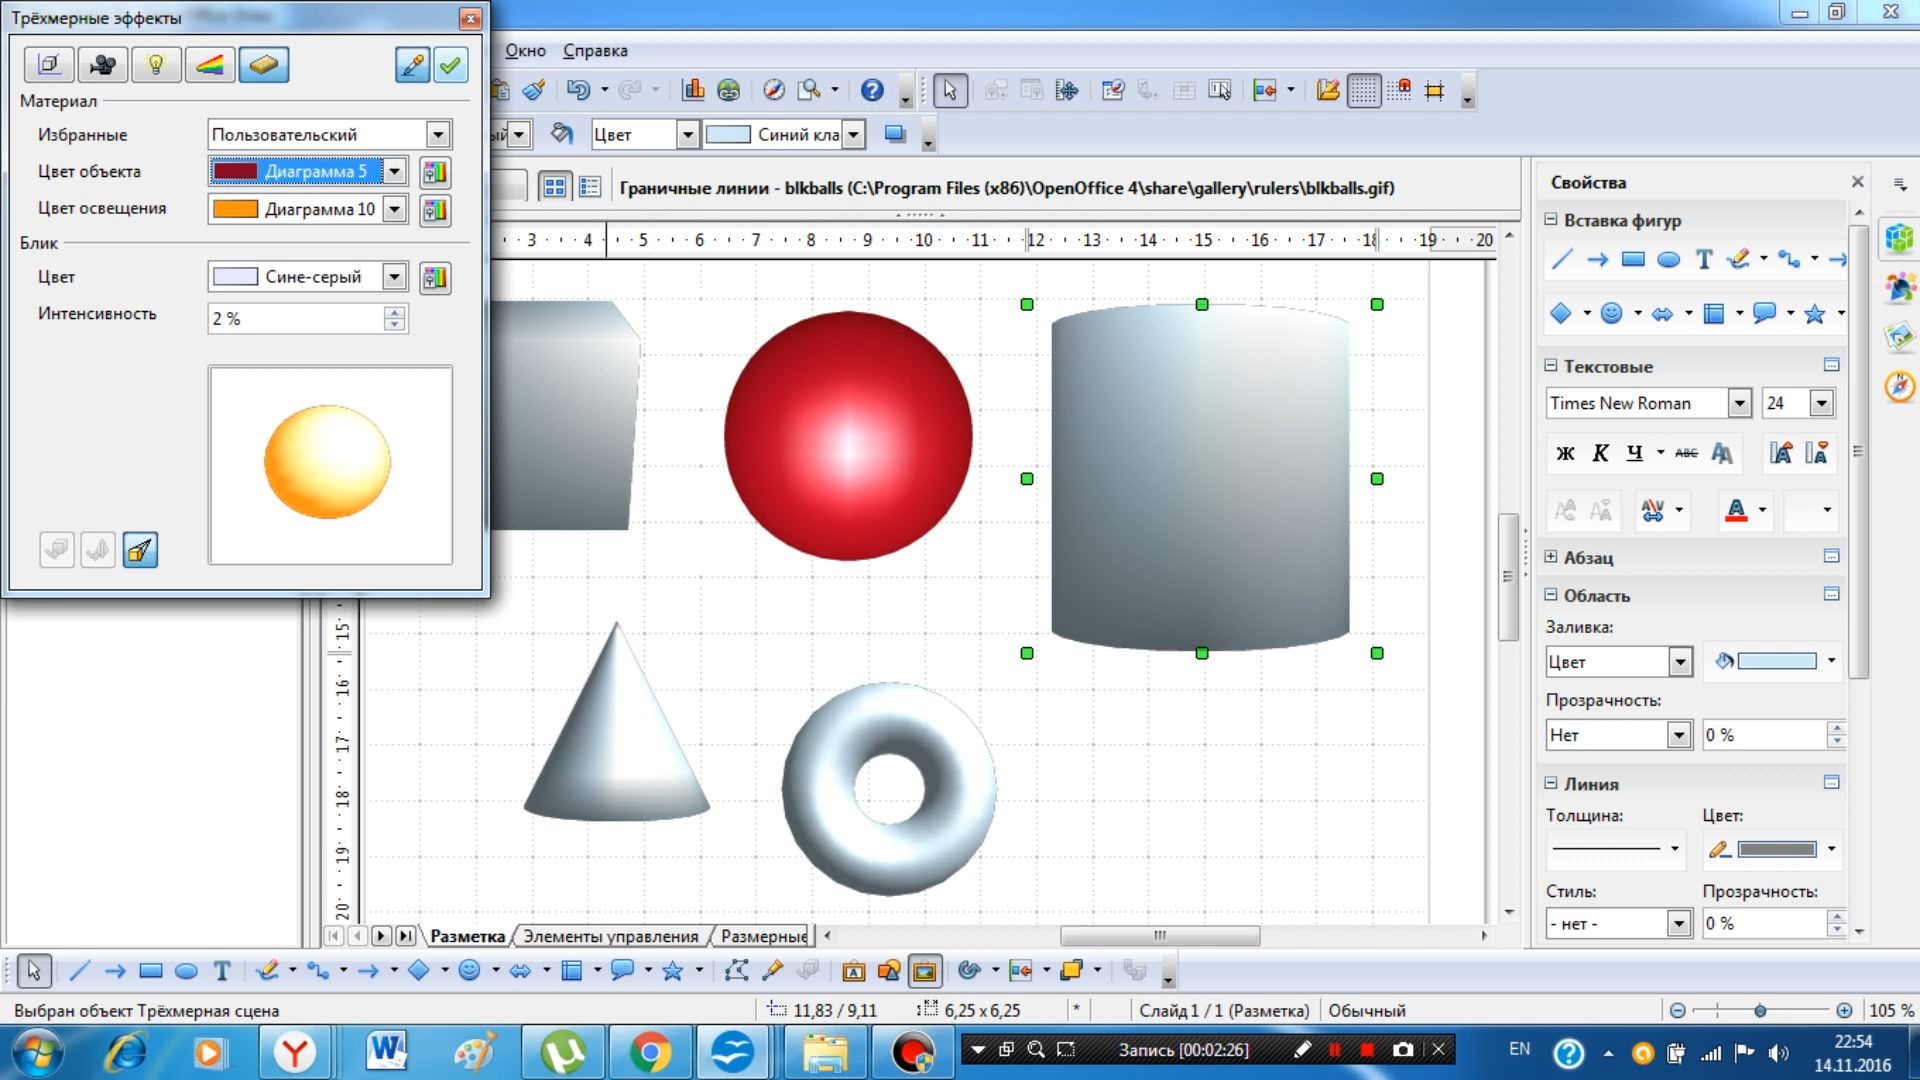 Трёхмерные эффекты
Окно Справка
Материал
Избранные Пользовательский
Цвет объекта Диаграмма 5
Цвет освещения Диаграмма 10
Блик
Цвет Сине-серый
Интенсивность 2 %
Цвет Синий кла
Граничные линии - blkballs (C:\Program Files (x86)\OpenOffice 4\share\gallery\rulers\blkballs.gif)
3 4 5 6 7 8 9 10 11 12 13 14 15 16 17 18 19 20
15
16
17
18
19
20
Свойства
Вставка фигур
Текстовые
Times New Roman 24
Ж К Ч ABC
Абзац
Область
Заливка:
Цвет
Прозрачность:
Нет 0 %
Линия
Толщина: Цвет:
Стиль: Прозрачность:
- нет - 0 %
Разметка Элементы управления Размерные
Выбран объект Трёхмерная сцена 11,83 / 9,11 6,25 x 6,25 * Слайд 1 / 1 (Разметка) Обычный 105 %
Запись [00:02:26]
EN
22:54
14.11.2016